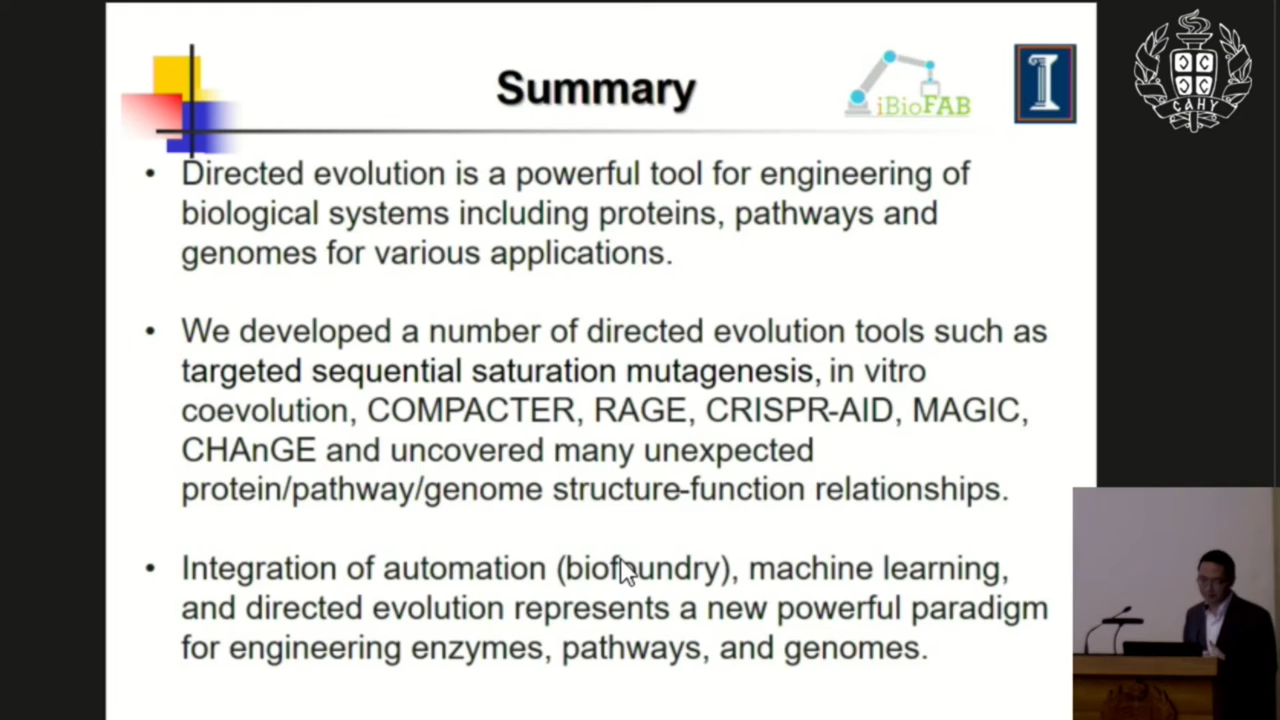 Summary
iBioFAB
I
САНУ
• Directed evolution is a powerful tool for engineering of
biological systems including proteins, pathways and
genomes for various applications.
• We developed a number of directed evolution tools such as
targeted sequential saturation mutagenesis, in vitro
coevolution, COMPACTER, RAGE, CRISPR-AID, MAGIC,
CHAnGE and uncovered many unexpected
protein/pathway/genome structure-function relationships.
• Integration of automation (biofoundry), machine learning,
and directed evolution represents a new powerful paradigm
for engineering enzymes, pathways, and genomes.